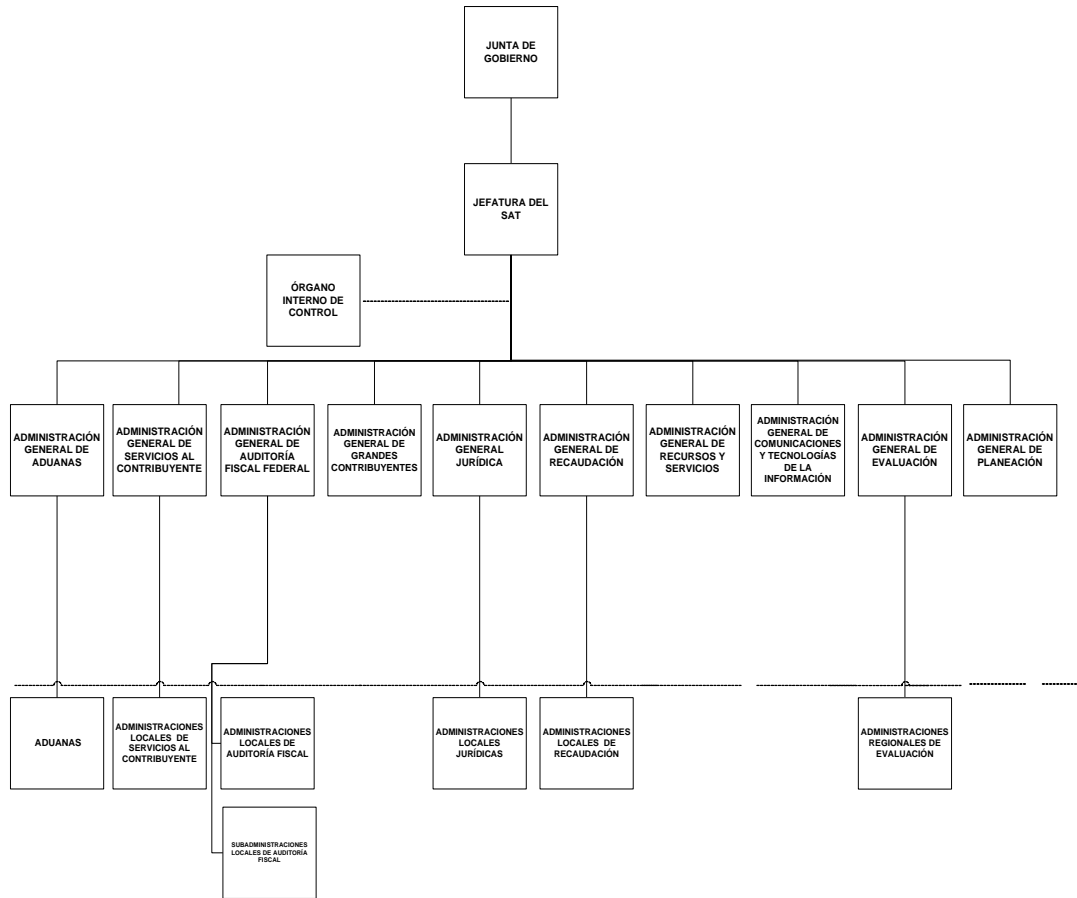 JUNTA DE
GOBIERNO
JEFATURA DEL
SAT
ÓRGANO
INTERNO DE
CONTROL
ADMINISTRACIÓN
GENERAL DE
ADUANAS
ADMINISTRACIÓN
GENERAL DE
SERVICIOS AL
CONTRIBUYENTE
ADMINISTRACIÓN
GENERAL DE
AUDITORÍA
FISCAL FEDERAL
ADMINISTRACIÓN
GENERAL DE
GRANDES
CONTRIBUYENTES
ADMINISTRACIÓN
GENERAL
JURÍDICA
ADMINISTRACIÓN
GENERAL DE
RECAUDACIÓN
ADMINISTRACIÓN
GENERAL DE
RECURSOS Y
SERVICIOS
ADMINISTRACIÓN
GENERAL DE
COMUNICACIONES
Y TECNOLOGÍAS
DE LA
INFORMACIÓN
ADMINISTRACIÓN
GENERAL DE
EVALUACIÓN
ADMINISTRACIÓN
GENERAL DE
PLANEACIÓN
ADUANAS
ADMINISTRACIONES
LOCALES DE
SERVICIOS AL
CONTRIBUYENTE
ADMINISTRACIONES
LOCALES DE
AUDITORÍA FISCAL
ADMINISTRACIONES
LOCALES
JURÍDICAS
ADMINISTRACIONES
LOCALES DE
RECAUDACIÓN
ADMINISTRACIONES
REGIONALES DE
EVALUACIÓN
SUBADMINISTRACIONES
LOCALES DE AUDITORÍA
FISCAL